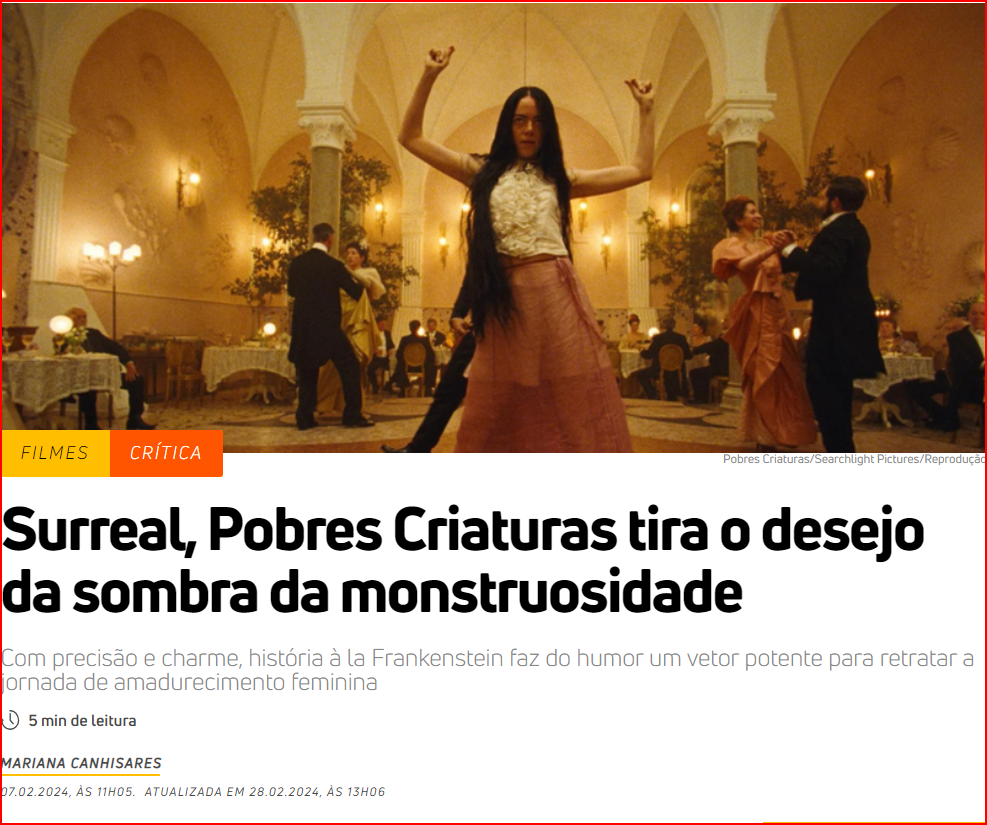 FILMES CRÍTICA
Pobres Criaturas/Searchlight Pictures/Reprodução
Surreal, Pobres Criaturas tira o desejo
da sombra da monstruosidade
Com precisão e charme, história à la Frankenstein faz do humor um vetor potente para retratar a
jornada de amadurecimento feminina
5 min de leitura
MARIANA CANHISARES
07.02.2024, ÀS 11H05. ATUALIZADA EM 28.02.2024, ÀS 13H06